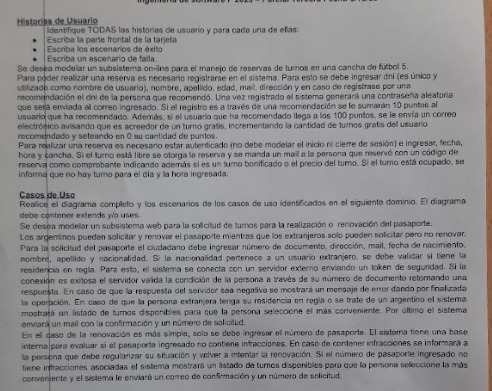 Ingeniería de Software I 2023 – Parcial Tercera Fecha
Historias de Usuario
Identifique TODAS las historias de usuario y para cada una de ellas:
• Escriba la parte frontal de la tarjeta
• Escriba los escenarios de éxito
• Escriba un escenario de falla.
Se desea modelar un subsistema on-line para el manejo de reservas de turnos en una cancha de fútbol 5.
Para poder realizar una reserva es necesario registrarse en el sistema. Para esto se debe ingresar dni (es único y
utilizado como nombre de usuario), nombre, apellido, edad, mail, dirección y en caso de registrase por una
recomendación el dni de la persona que recomendó. Una vez registrado el sistema generará una contraseña aleatoria
que será enviada al correo ingresado. Si el registro es a través de una recomendación se le sumarán 10 puntos al
usuario que ha recomendado. Además, si el usuario que ha recomendado llega a los 100 puntos, se le envía un correo
electrónico avisando que es acreedor de un turno gratis, incrementando la cantidad de turnos gratis del usuario
recomendado y seteando en 0 su cantidad de puntos.
Para realizar una reserva es necesario estar autenticado (no debe modelar el inicio ni cierre de sesión) e ingresar, fecha,
hora y cancha. Si el turno está libre se otorga la reserva y se manda un mail a la persona que reservó con un código de
reserva como comprobante indicando además si es un turno bonificado o el precio del turno. Si el turno está ocupado, se
informa que no hay turno para el día y la hora ingresada.
Casos de Uso
Realice el diagrama completo y los escenarios de los casos de uso identificados en el siguiente dominio. El diagrama
debe contener extends y/o uses.
Se desea modelar un subsistema web para la solicitud de turnos para la realización o renovación del pasaporte.
Los argentinos pueden solicitar y renovar el pasaporte mientras que los extranjeros solo pueden solicitar pero no renovar.
Para la solicitud del pasaporte el ciudadano debe ingresar número de documento, dirección, mail, fecha de nacimiento,
nombre, apellido y nacionalidad. Si la nacionalidad pertenece a un usuario extranjero, se debe validar si tiene la
residencia en regla. Para esto, el sistema se conecta con un servidor externo enviando un token de seguridad. Si la
conexión es exitosa el servidor valida la condición de la persona a través de su número de documento retornando una
respuesta. En caso de que la respuesta del servidor sea negativo se mostrará un mensaje de error dando por finalizada
la operación. En caso de que la persona extranjera tenga su residencia en regla o se trate de un argentino el sistema
mostrará un listado de turnos disponibles para que la persona seleccione el más conveniente. Por último el sistema
enviará un mail con la confirmación y un número de solicitud.
En el caso de la renovación es más simple, solo se debe ingresar el número de pasaporte. El sistema tiene una base
interna para evaluar si el pasaporte ingresado no contiene infracciones. En caso de contener infracciones se informará a
la persona que debe regularizar su situación y volver a intentar la renovación. Si el número de pasaporte ingresado no
tiene infracciones asociadas el sistema mostrará un listado de turnos disponibles para que la persona seleccione la más
conveniente y el sistema le enviará un correo de confirmación y un número de solicitud.